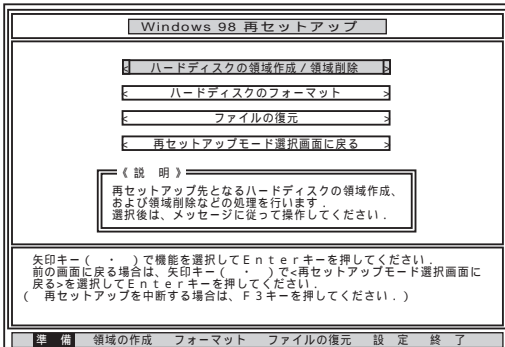 Windows 98 再セットアップ
< ハードディスクの領域作成/領域削除 >
< ハードディスクのフォーマット >
< ファイルの復元 >
< 再セットアップモード選択画面に戻る >
《説 明》
再セットアップ先となるハードディスクの領域作成、
および領域削除などの処理を行います.
選択後は、メッセージに従って操作してください.
矢印キー( ・ )で機能を選択してEnterキーを押してください.
前の画面に戻る場合は、矢印キー( ・ )で<再セットアップモード選択画面に
戻る>を選択してEnterキーを押してください.
( 再セットアップを中断する場合は、F3キーを押してください.)
準 備 領域の作成 フォーマット ファイルの復元 設 定 終 了